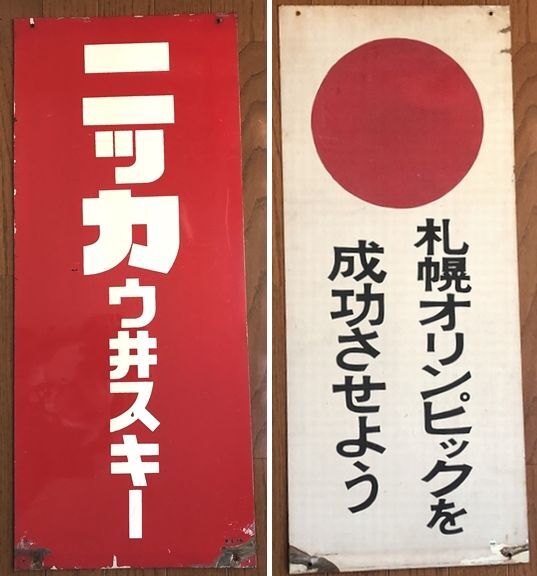 ニッカウ井スキー
札幌オリンピックを
成功させよう